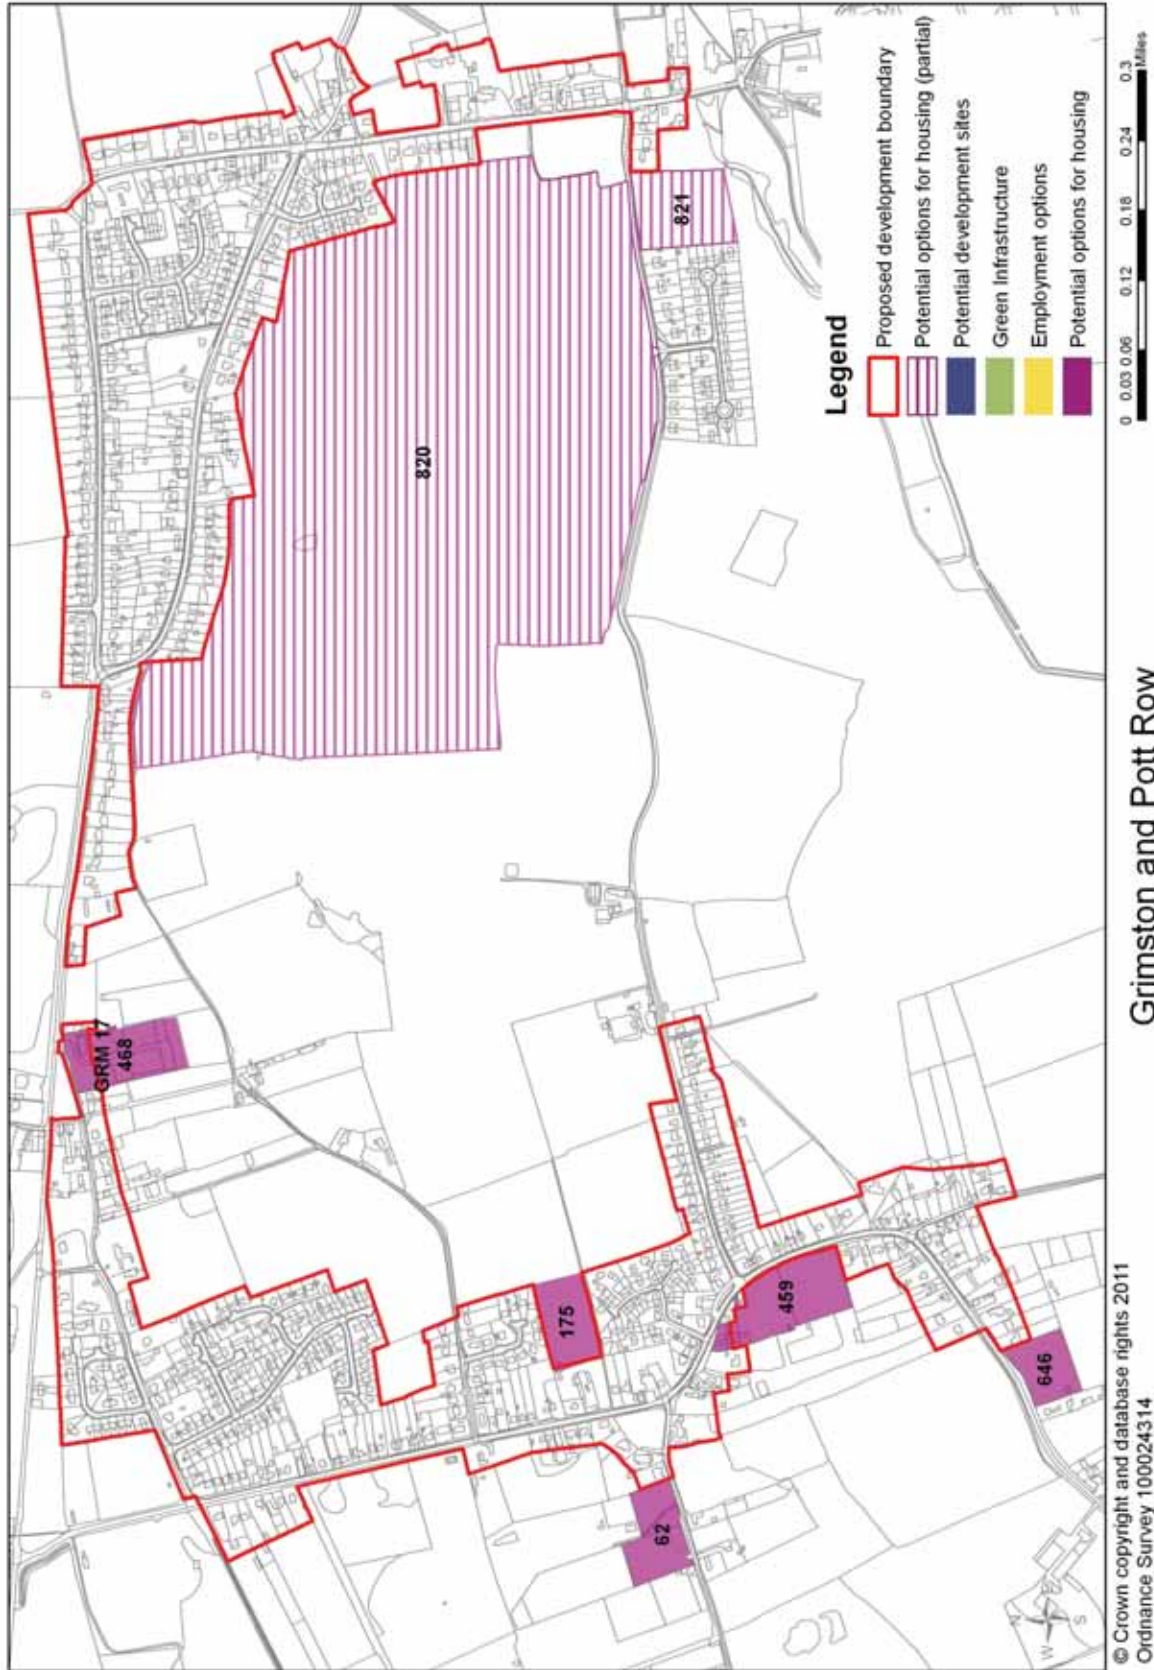 GRM 17
468
820
821
175
459
62
646
Legend
Proposed development boundary
Potential options for housing (partial)
Potential development sites
Green Infrastructure
Employment options
Potential options for housing
0 0.03 0.06 0.12 0.18 0.24 0.3
Miles
N
W
S
Grimston and Pott Row
© Crown copyright and database rights 2011
Ordnance Survey 100024314